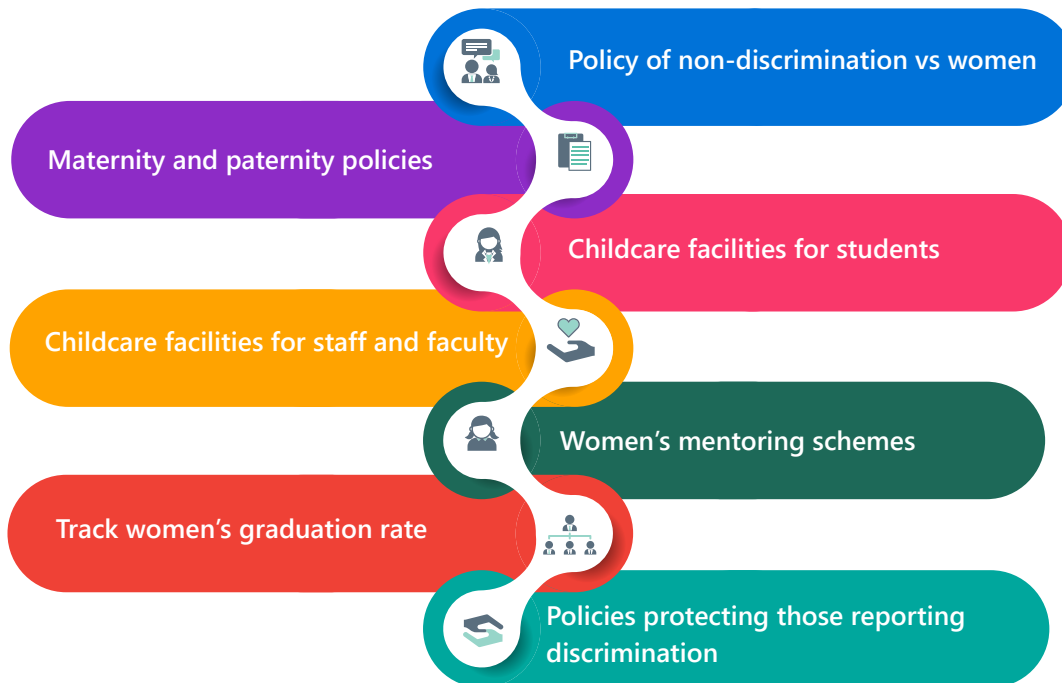 Policy of non-discrimination vs women
Maternity and paternity policies
Childcare facilities for students
Childcare facilities for staff and faculty
Women’s mentoring schemes
Track women’s graduation rate
Policies protecting those reporting
discrimination